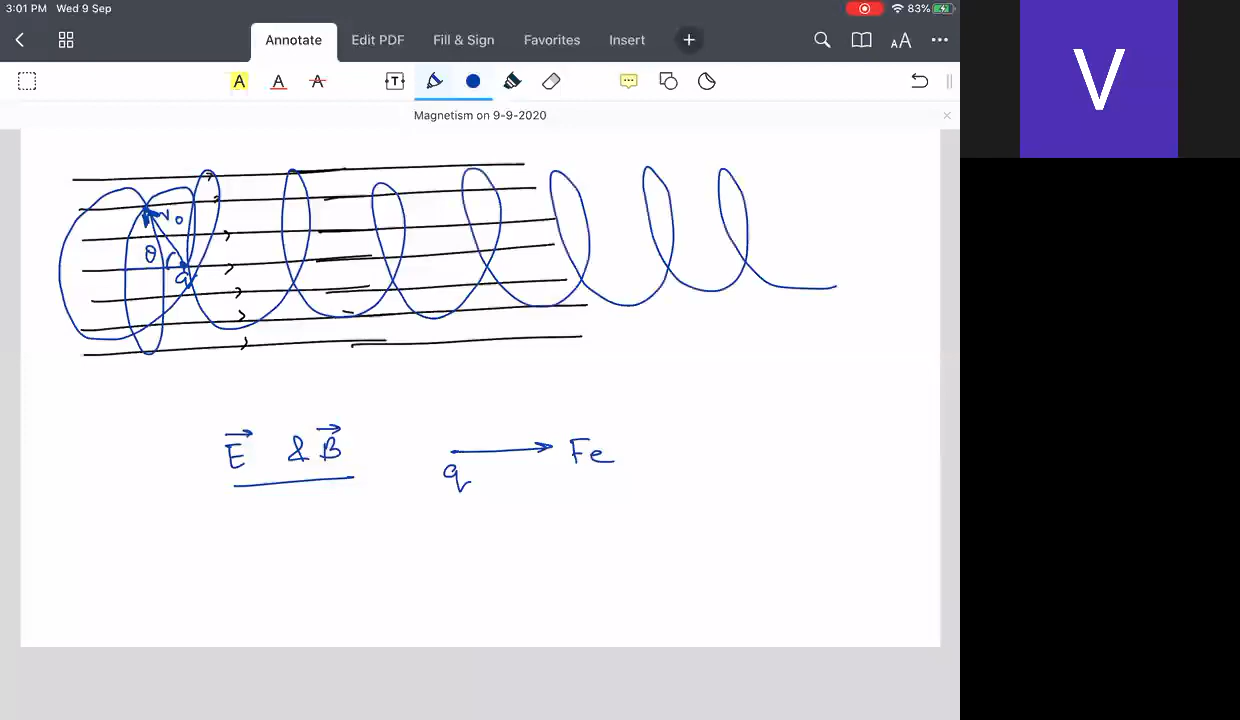 3:01 PM Wed 9 Sep 83%
Annotate Edit PDF Fill & Sign Favorites Insert
A A A T
Magnetism on 9-9-2020
V
V₀
θ
q
E & B Fe
q